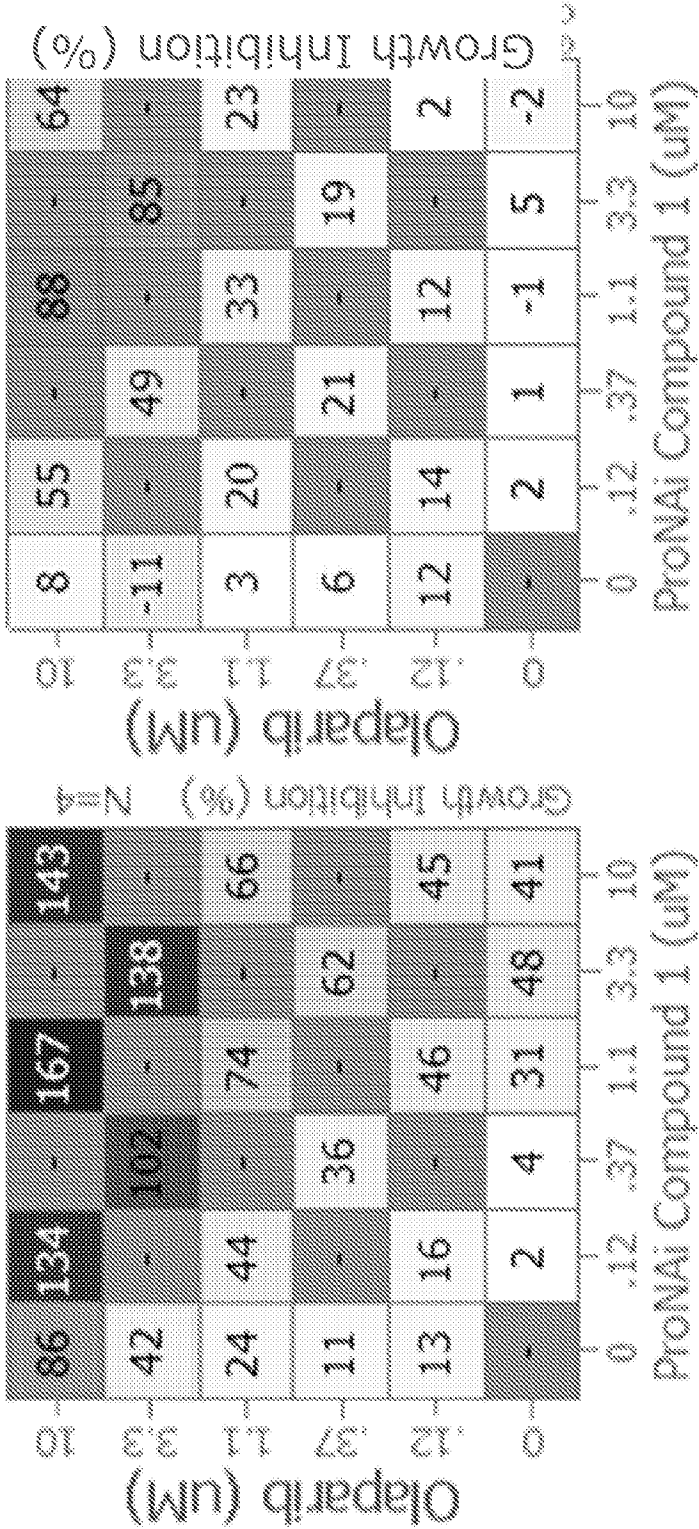 Olaparib (uM)
10 86 134 - 167 - 143
3.3 42 - 102 - 138 -
1.1 24 44 - 74 - 66
.37 11 - 36 - 62 -
.12 13 16 - 46 - 45
0 - 2 4 31 48 41
0 .12 .37 1.1 3.3 10
ProNAi Compound 1 (uM)
Growth Inhibition (%) N=4
Olaparib (uM)
10 8 55 - 88 - 64
3.3 -11 - 49 - 85 -
1.1 3 20 - 33 - 23
.37 6 - 21 - 19 -
.12 12 14 - 12 - 2
0 - 2 1 -1 5 -2
0 .12 .37 1.1 3.3 10
ProNAi Compound 1 (uM)
Growth Inhibition (%)